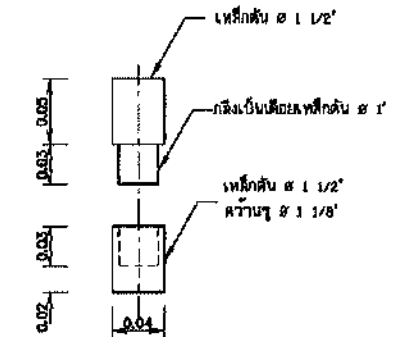 เหล็กตัน ø 1 1/2"
กลึงเป็นเดือยเหล็กตัน ø 1"
0.05
0.03
เหล็กตัน ø 1 1/2"
คว้านรู ø 1 1/8"
0.03
0.02
0.04